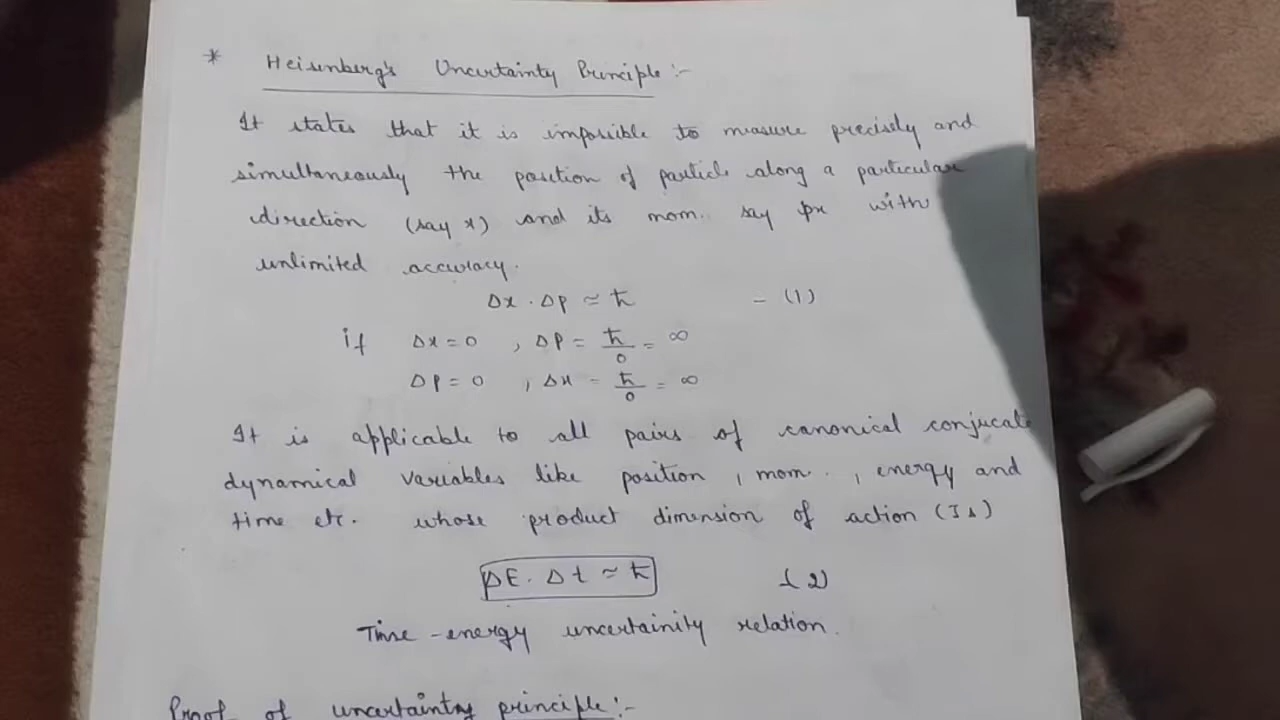 * Heisenberg's Uncertainty Principle :-
It states that it is impossible to measure precisely and
simultaneously the position of particle along a particular
direction (say x) and its mom. say px with
unlimited accuracy.
Δx . Δp ≃ ħ - (1)
if Δx = 0 , Δp = ħ/0 = ∞
Δp = 0 , Δx = ħ/0 = ∞
It is applicable to all pairs of canonical conjucate
dynamical variables like position , mom. , energy and
time etc. whose product dimension of action (Js)
ΔE . Δt ≃ ħ (2)
Time - energy uncertainity relation.
Proof of uncertainty principle :-